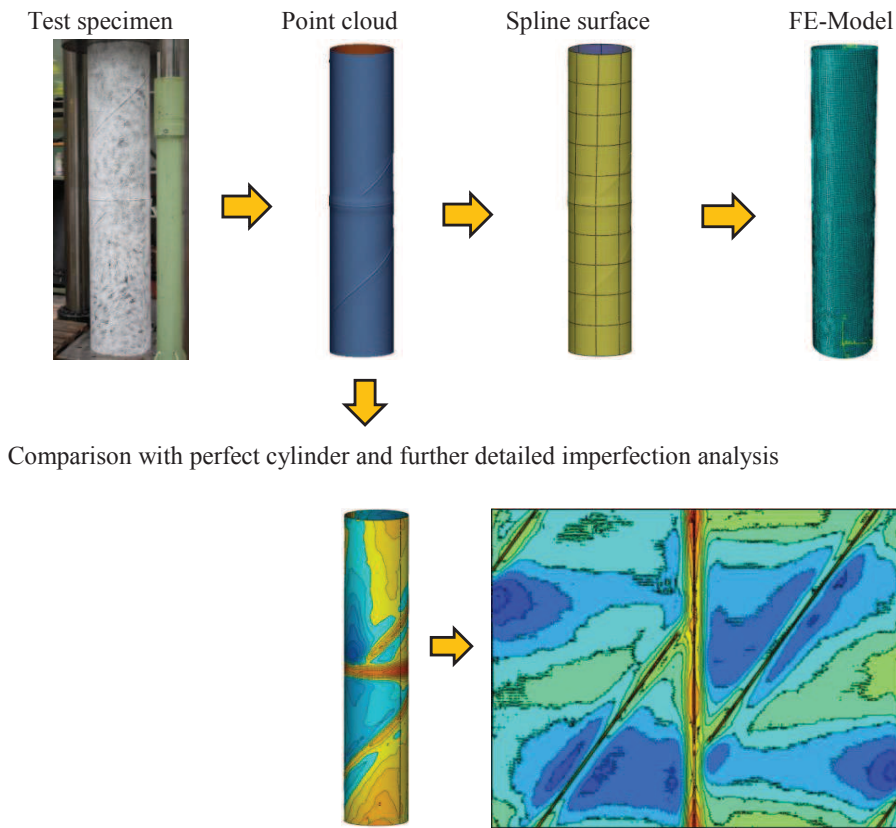 Test specimen
Point cloud
Spline surface
FE-Model
Comparison with perfect cylinder and further detailed imperfection analysis